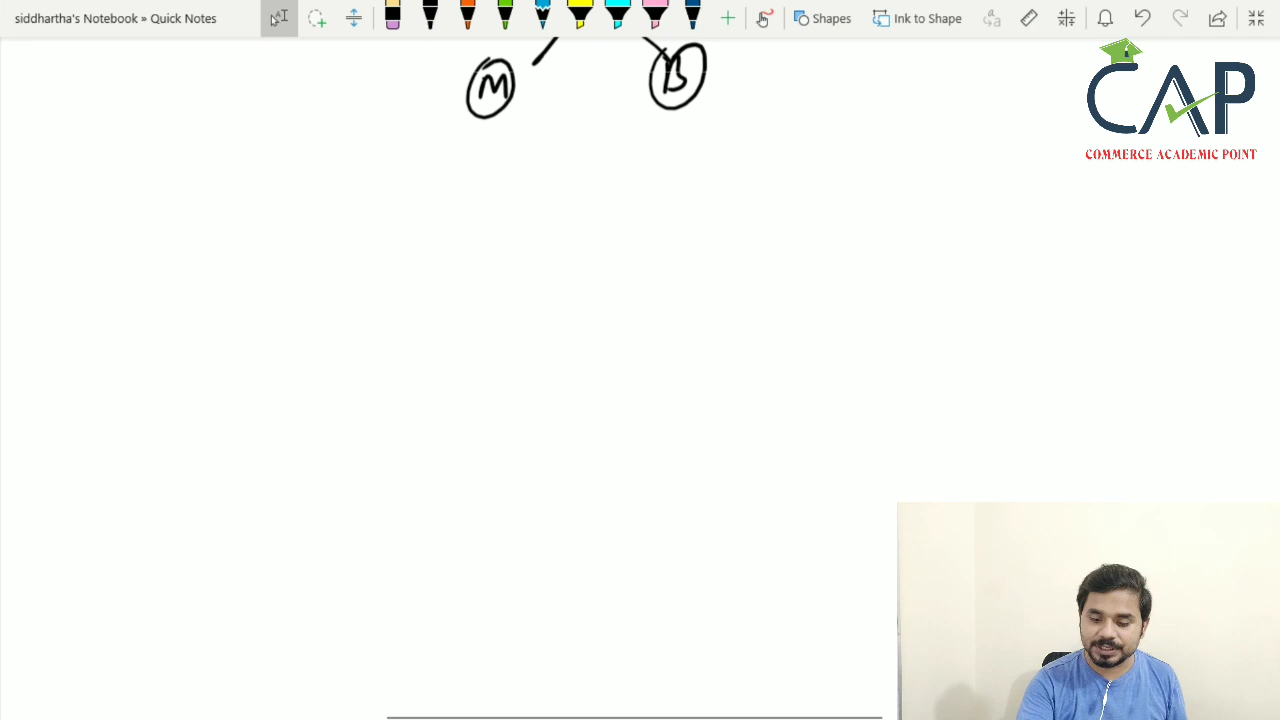 siddhartha's Notebook » Quick Notes
Shapes
Ink to Shape
M
B
CAP
COMMERCE ACADEMIC POINT